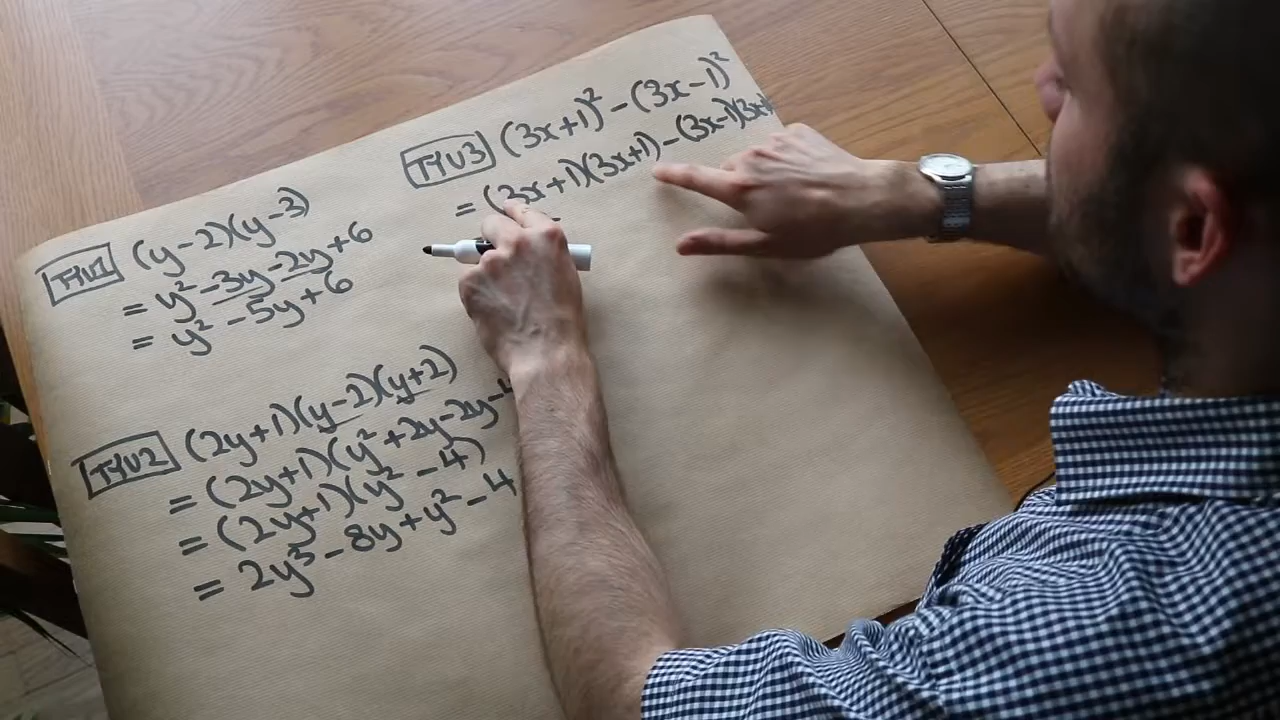 TYU1 (y-2)(y-3)
= y² -3y -2y +6
= y² -5y +6
TYU2 (2y+1)(y-2)(y+2)
= (2y+1)(y² +2y-2y-4
= (2y+1)(y² -4)
= 2y³ -8y + y² -4
TYU3 (3x+1)² - (3x-1)²
= (3x+1)(3x+1) - (3x-1)(3x-1